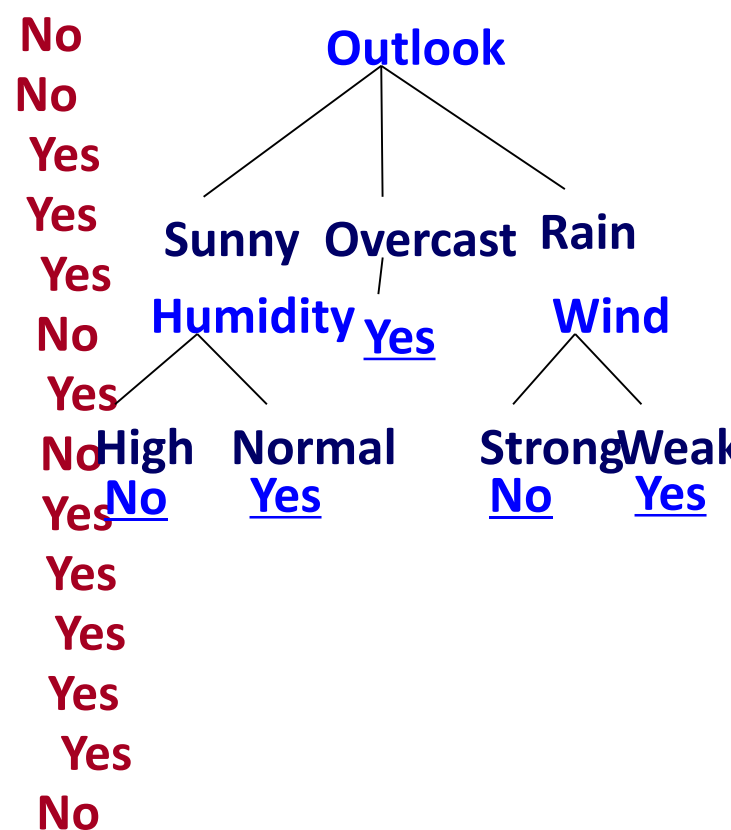 No
No
Yes
Yes
Yes
No
Yes
No
Yes
Yes
Yes
Yes
Yes
No
Outlook
Sunny Overcast Rain
Humidity Yes Wind
High Normal Strong Weak
No Yes No Yes